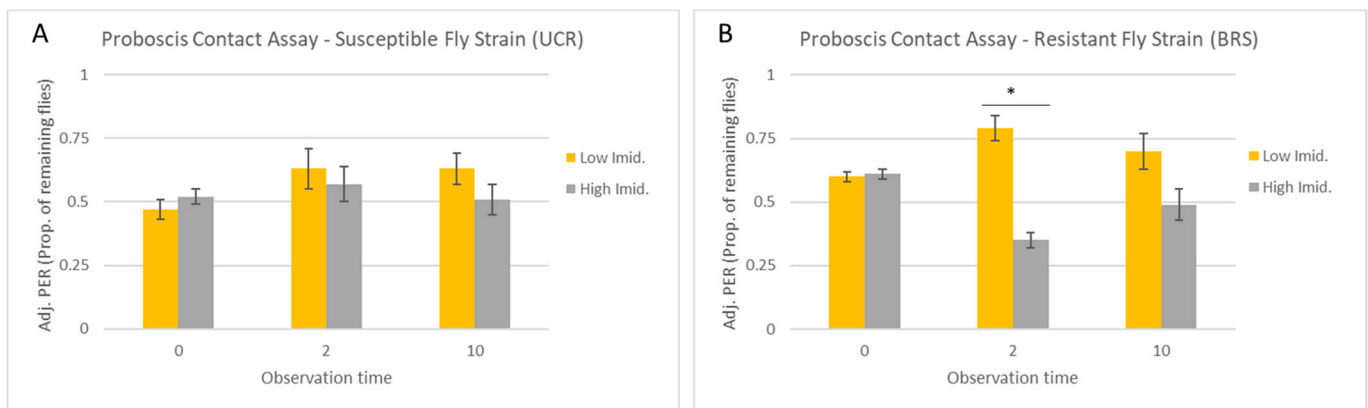 A
Proboscis Contact Assay - Susceptible Fly Strain (UCR)
Adj. PER (Prop. of remaining flies)
1
0.75
0.5
0.25
0
0 2 10
Observation time
Low Imid.
High Imid.
B
Proboscis Contact Assay - Resistant Fly Strain (BRS)
Adj. PER (Prop. of remaining flies)
1
0.75
0.5
0.25
0
*
0 2 10
Observation time
Low Imid.
High Imid.